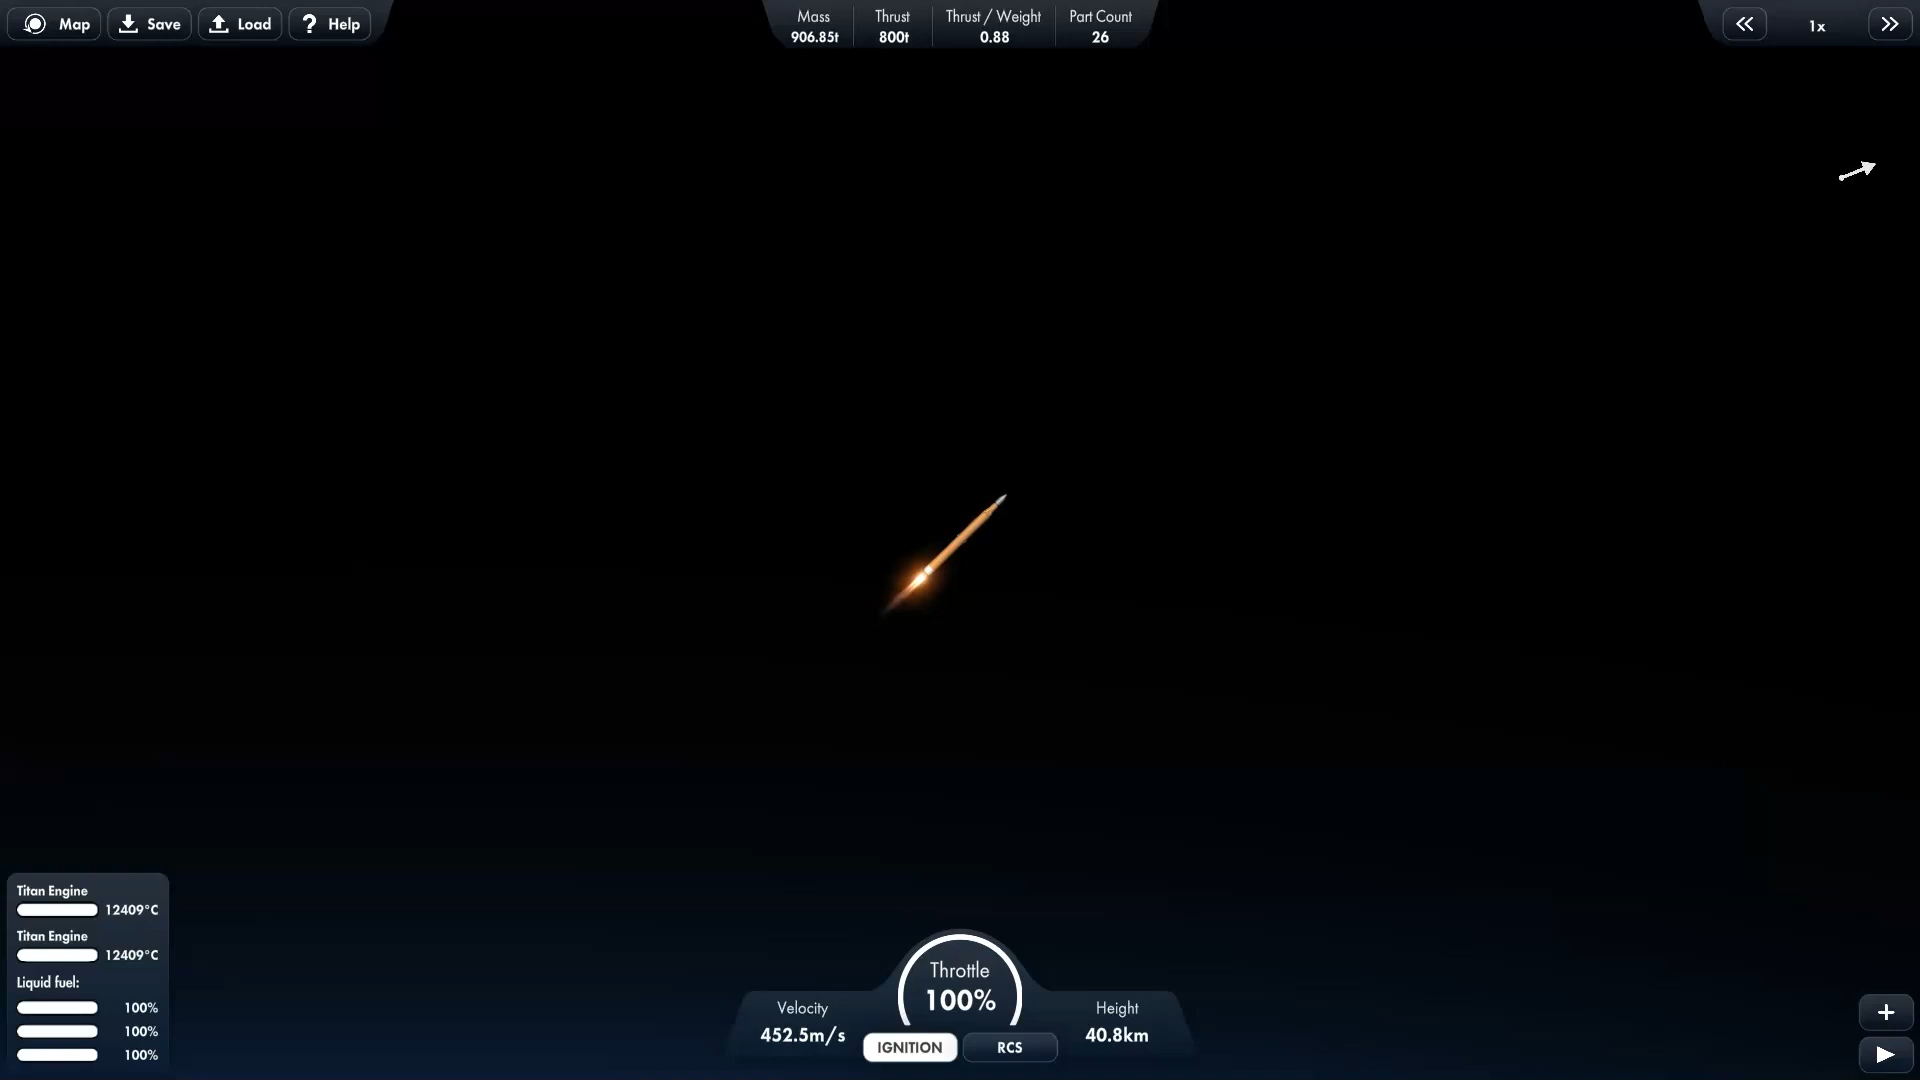 Map Save Load ? Help
Mass Thrust Thrust / Weight Part Count
906.85t 800t 0.88 26
1x
Titan Engine
12409°C
Titan Engine
12409°C
Liquid fuel:
100%
100%
100%
Throttle
100%
Velocity
452.5m/s
Height
40.8km
IGNITION RCS